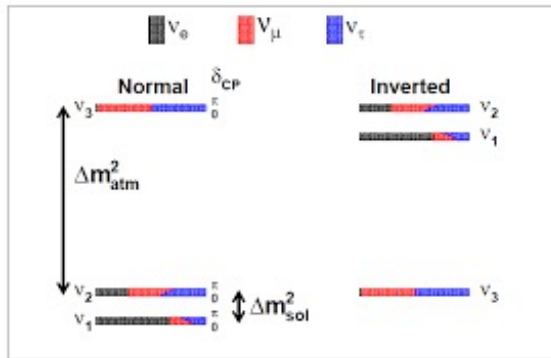 νe νμ ντ
Normal δCP Inverted
ν3 π 0 ν2
ν1
Δm²atm
ν2 π 0 Δm²sol ν3
ν1 π 0